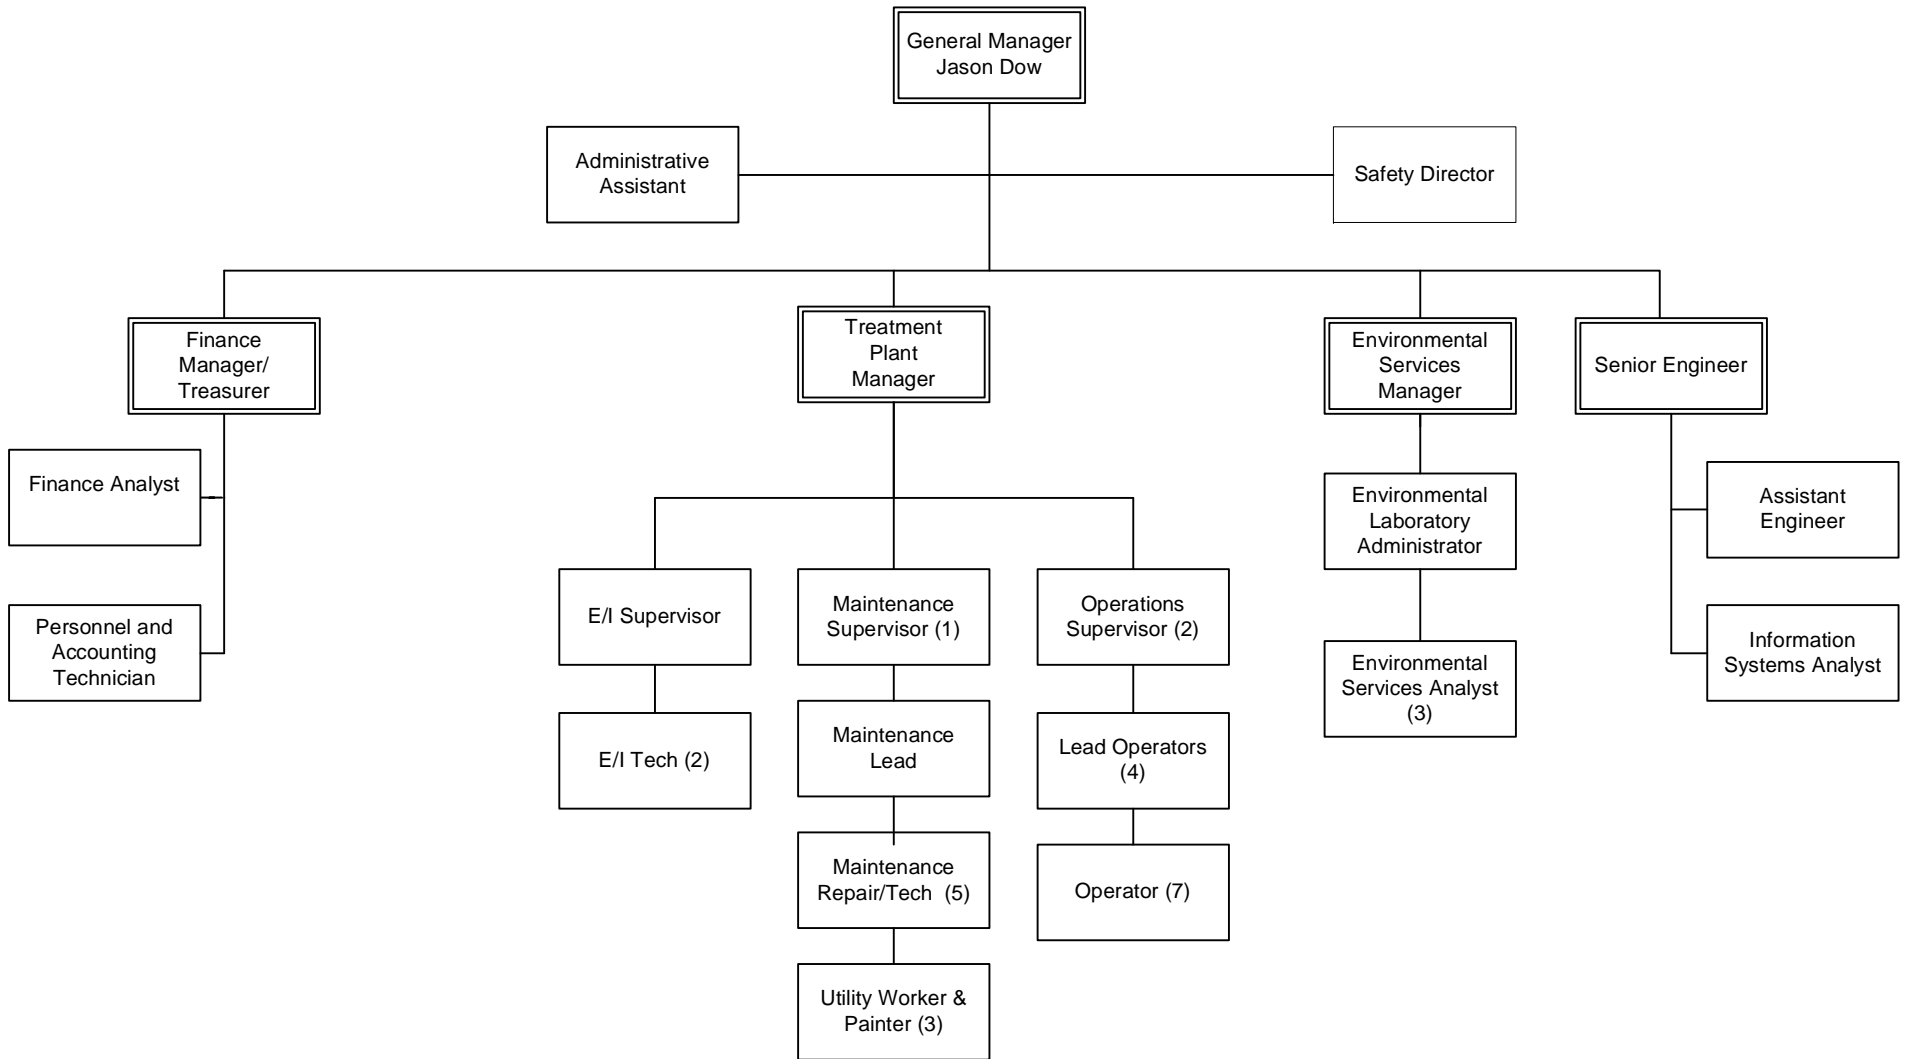 General Manager
Jason Dow
Administrative
Assistant
Safety Director
Finance
Manager/
Treasurer
Treatment
Plant
Manager
Environmental
Services
Manager
Senior Engineer
Finance Analyst
Personnel and
Accounting
Technician
E/I Supervisor
E/I Tech (2)
Maintenance
Supervisor (1)
Maintenance
Lead
Maintenance
Repair/Tech (5)
Utility Worker &
Painter (3)
Operations
Supervisor (2)
Lead Operators
(4)
Operator (7)
Environmental
Laboratory
Administrator
Environmental
Services Analyst
(3)
Assistant
Engineer
Information
Systems Analyst